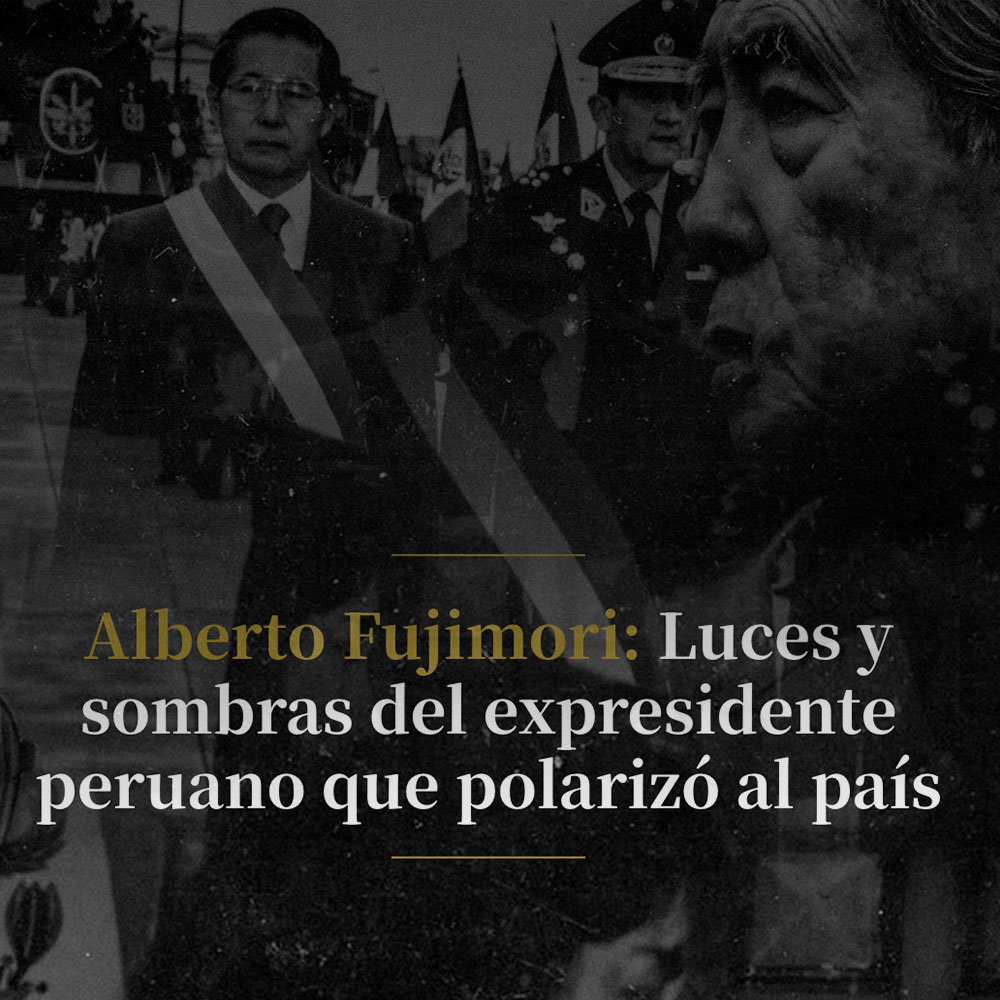 Alberto Fujimori: Luces y
sombras del expresidente
peruano que polarizó al país